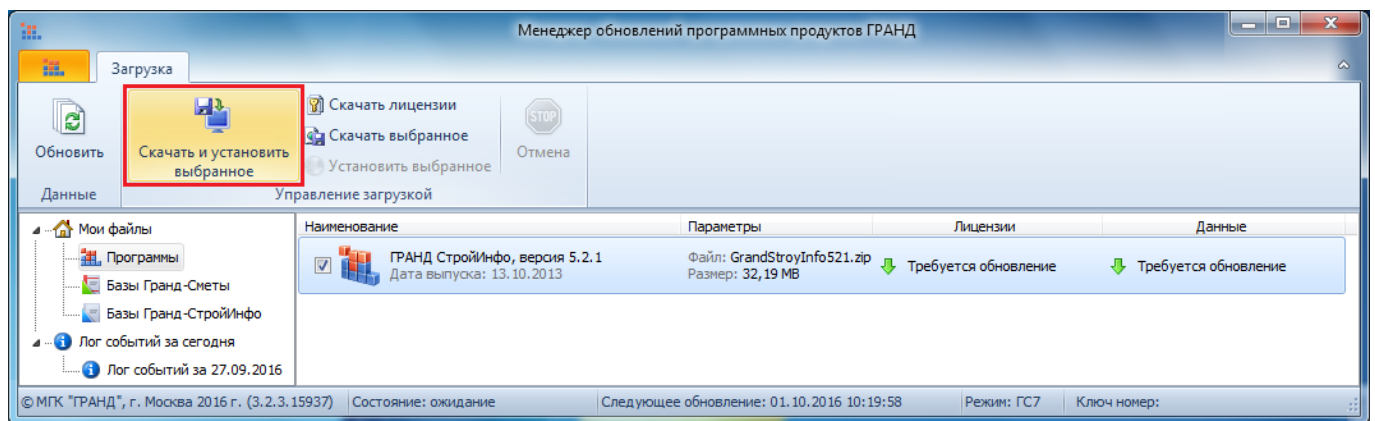 Менеджер обновлений программных продуктов ГРАНД
Загрузка
Обновить
Скачать и установить
выбранное
Скачать лицензии
Скачать выбранное
Установить выбранное
STOP
Отмена
Данные
Управление загрузкой
Мои файлы
Программы
Базы Гранд-Сметы
Базы Гранд-СтройИнфо
Лог событий за сегодня
Лог событий за 27.09.2016
Наименование Параметры Лицензии Данные
ГРАНД СтройИнфо, версия 5.2.1 Файл: GrandStroyInfo521.zip Требуется обновление Требуется обновление
Дата выпуска: 13.10.2013 Размер: 32,19 MB
© МГК "ГРАНД", г. Москва 2016 г. (3.2.3.15937) Состояние: ожидание Следующее обновление: 01.10.2016 10:19:58 Режим: ГС7 Ключ номер: